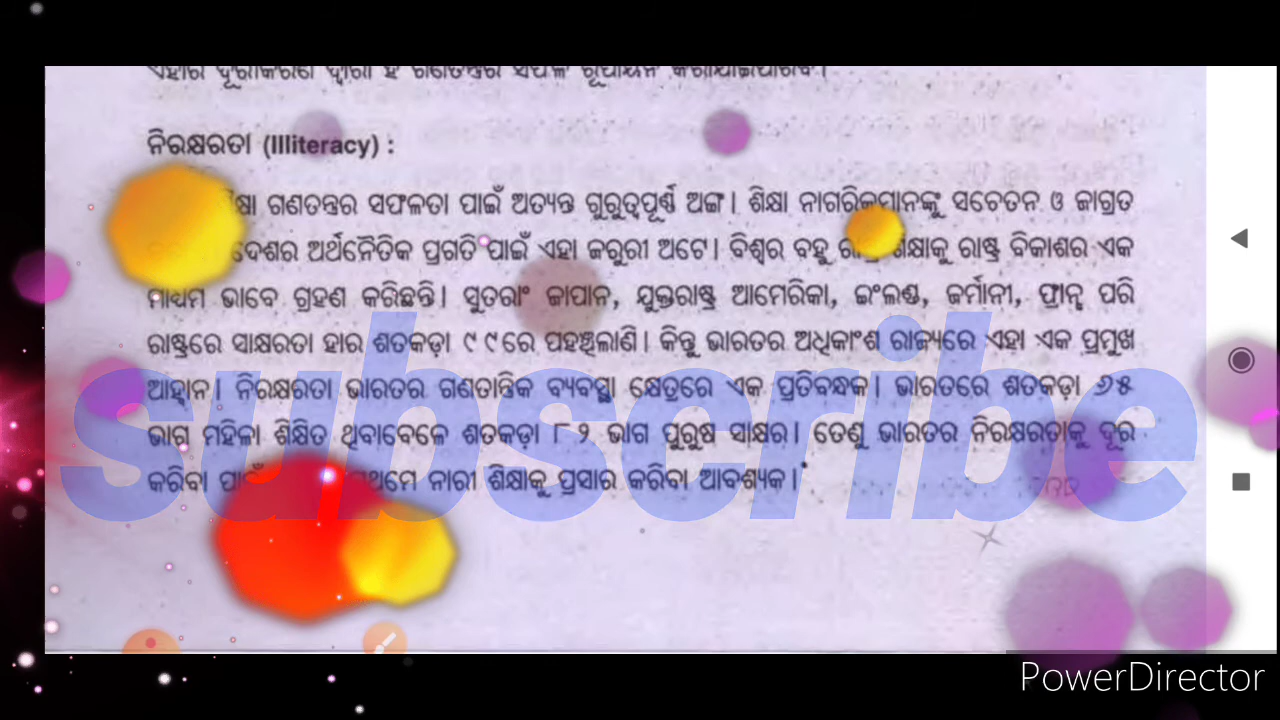 ନିରକ୍ଷରତା (Illiteracy) :
ଗଣତନ୍ତ୍ରର ସଫଳତା ପାଇଁ ଅତ୍ୟନ୍ତ ଗୁରୁତ୍ୱପୂର୍ଣ୍ଣ ଅଙ୍ଗ। ଶିକ୍ଷା ନାଗରିକମାନଙ୍କୁ ସଚେତନ ଓ ଜାଗ୍ରତ
ଦେଶର ଅର୍ଥନୈତିକ ପ୍ରଗତି ପାଇଁ ଏହା ଜରୁରୀ ଅଟେ। ବିଶ୍ୱର ବହୁ ଶିକ୍ଷାକୁ ରାଷ୍ଟ୍ର ବିକାଶର ଏକ
ମାଧ୍ୟମ ଭାବେ ଗ୍ରହଣ କରିଛନ୍ତି। ସୁତରାଂ ଜାପାନ, ଯୁକ୍ତରାଷ୍ଟ୍ର ଆମେରିକା, ଇଂଲଣ୍ଡ, ଜର୍ମାନୀ, ଫ୍ରାନ୍ସ ପରି
ରାଷ୍ଟ୍ରରେ ସାକ୍ଷରତା ହାର ଶତକଡ଼ା ୯୯ରେ ପହଞ୍ଚିଲାଣି। କିନ୍ତୁ ଭାରତର ଅଧିକାଂଶ ରାଜ୍ୟରେ ଏହା ଏକ ପ୍ରମୁଖ
ଆହ୍ୱାନ। ନିରକ୍ଷରତା ଭାରତର ଗଣତାନ୍ତ୍ରିକ ବ୍ୟବସ୍ଥା କ୍ଷେତ୍ରରେ ଏକ ପ୍ରତିବନ୍ଧକ। ଭାରତରେ ଶତକଡ଼ା ୬୫
ଭାଗ ମହିଳା ଶିକ୍ଷିତ ଥିବାବେଳେ ଶତକଡ଼ା ୮୨ ଭାଗ ପୁରୁଷ ସାକ୍ଷର। ତେଣୁ ଭାରତର ନିରକ୍ଷରତାକୁ ଦୂର
କରିବା ନାରୀ ଶିକ୍ଷାକୁ ପ୍ରସାର କରିବା ଆବଶ୍ୟକ।
subscribe
PowerDirector